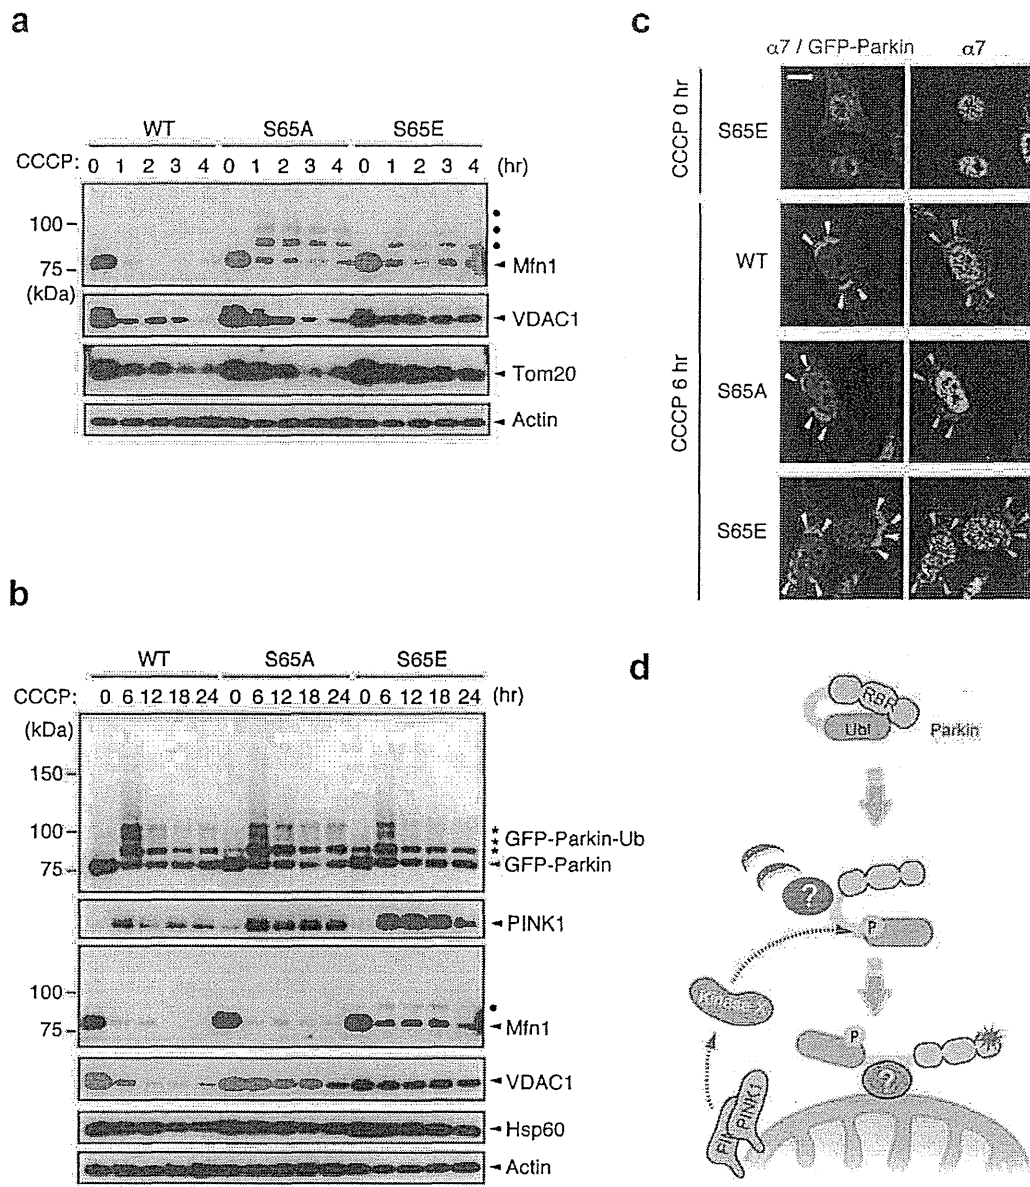 a
WT S65A S65E
CCCP: 0 1 2 3 4 0 1 2 3 4 0 1 2 3 4 (hr)
100
75
(kDa)
Mfn1
VDAC1
Tom20
Actin
b
WT S65A S65E
CCCP: 0 6 12 18 24 0 6 12 18 24 0 6 12 18 24 (hr)
(kDa)
150
100
75
GFP-Parkin-Ub
GFP-Parkin
PINK1
100
75
Mfn1
VDAC1
Hsp60
Actin
c
α7 / GFP-Parkin α7
CCCP 0 hr
S65E
CCCP 6 hr
WT
S65A
S65E
d
RBR
Ubl
Parkin
?
P
P
?
PINK1